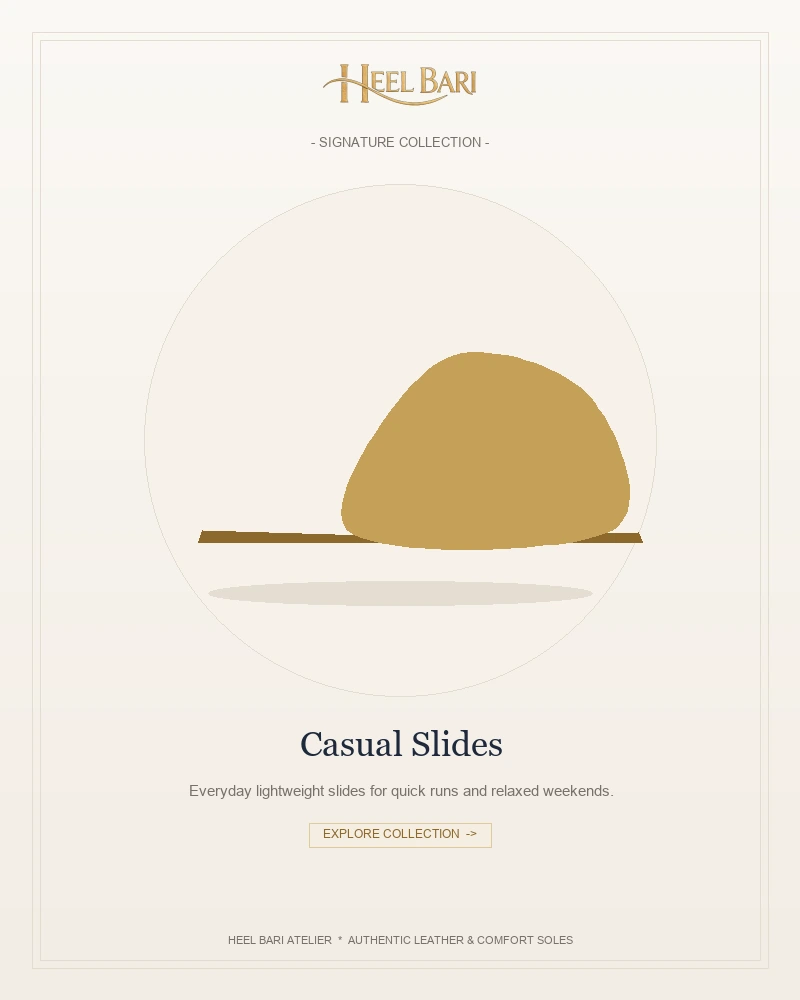 HEEL BARI
- SIGNATURE COLLECTION -
Casual Slides
Everyday lightweight slides for quick runs and relaxed weekends.
EXPLORE COLLECTION ->
HEEL BARI ATELIER * AUTHENTIC LEATHER & COMFORT SOLES